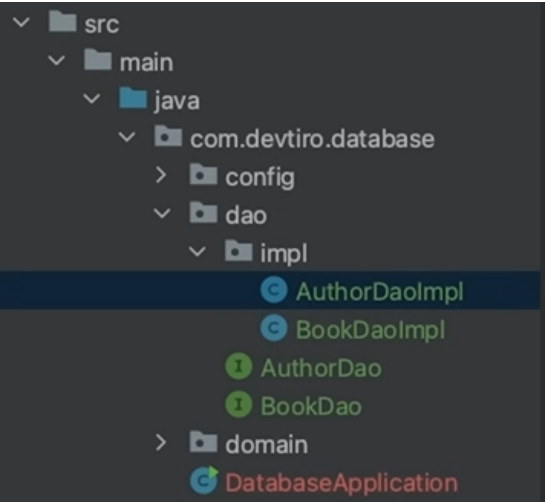 src
main
java
com.devtiro.database
config
dao
impl
AuthorDaoImpl
BookDaoImpl
AuthorDao
BookDao
domain
DatabaseApplication